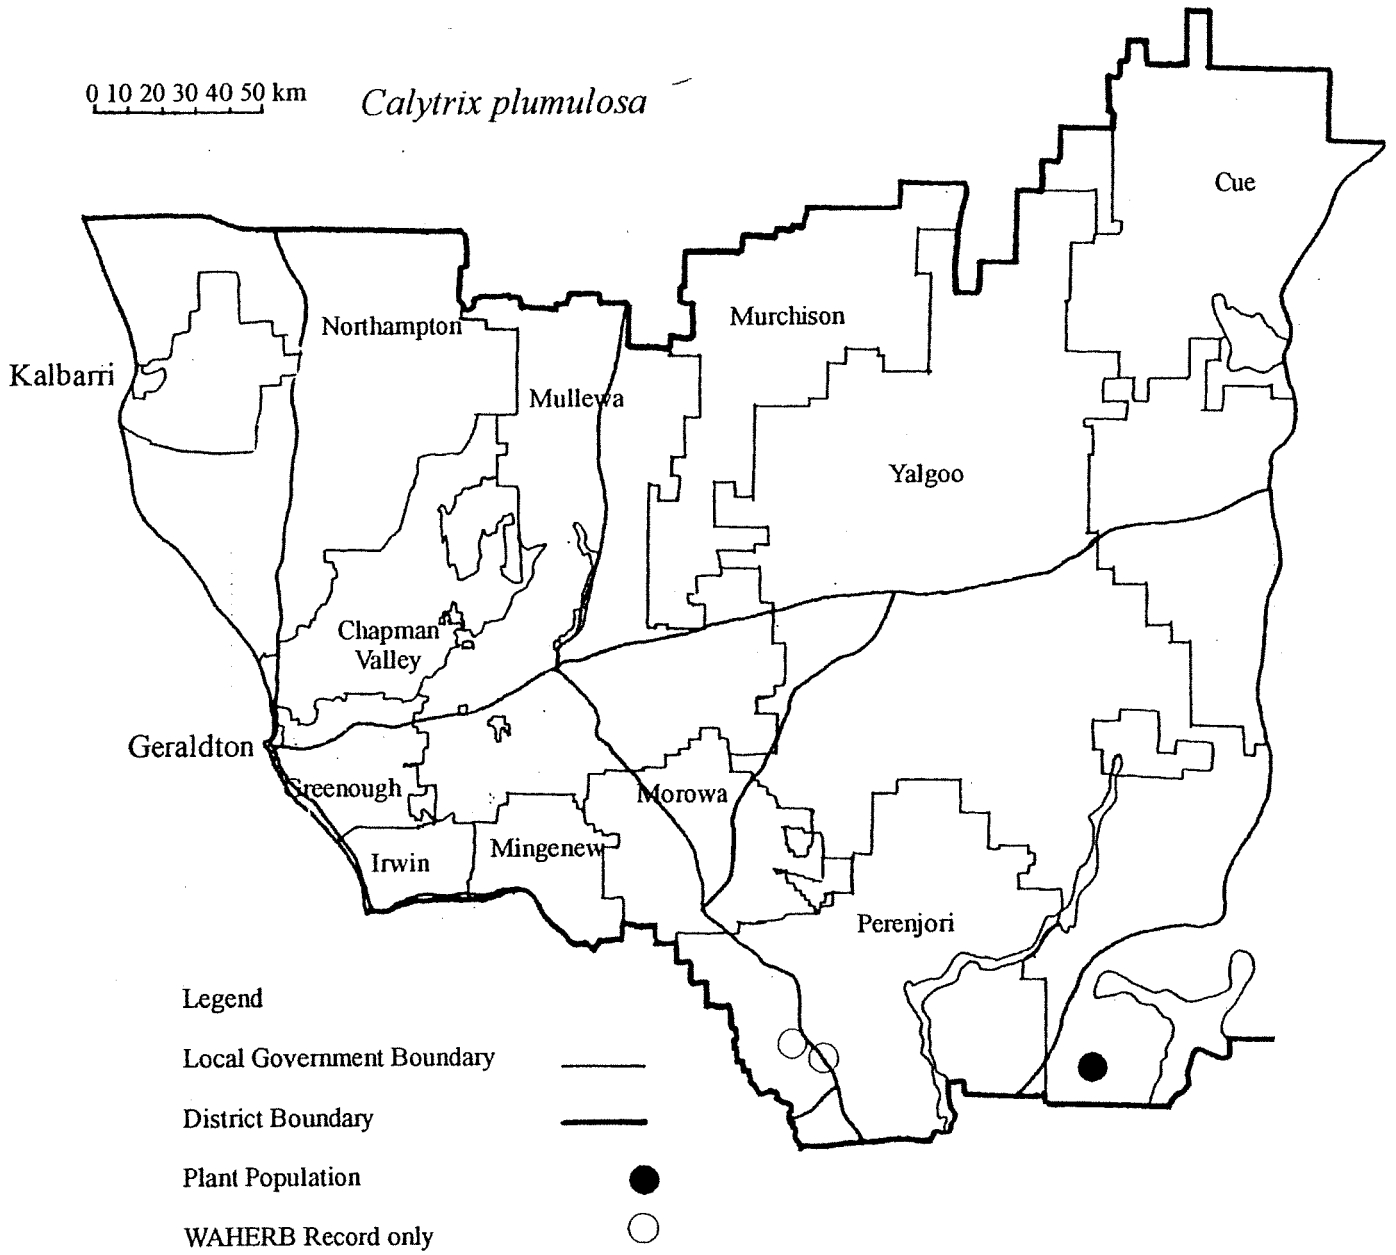 0 10 20 30 40 50 km
Calytrix plumulosa
Cue
Northampton
Murchison
Kalbarri
Mullewa
Yalgoo
Chapman
Valley
Geraldton
Greenough
Morowa
Irwin
Mingenew
Perenjori
Legend
Local Government Boundary
District Boundary
Plant Population
WAHERB Record only